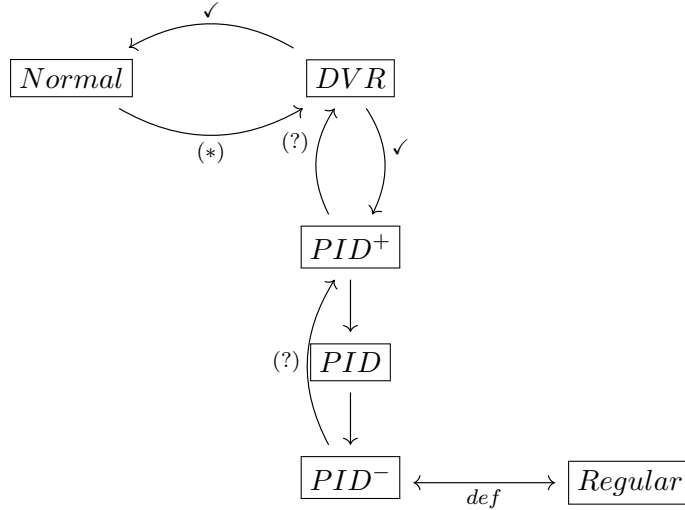 ✓
Normal DVR
(∗) (?) ✓
PID⁺
(?) PID
PID⁻ def Regular